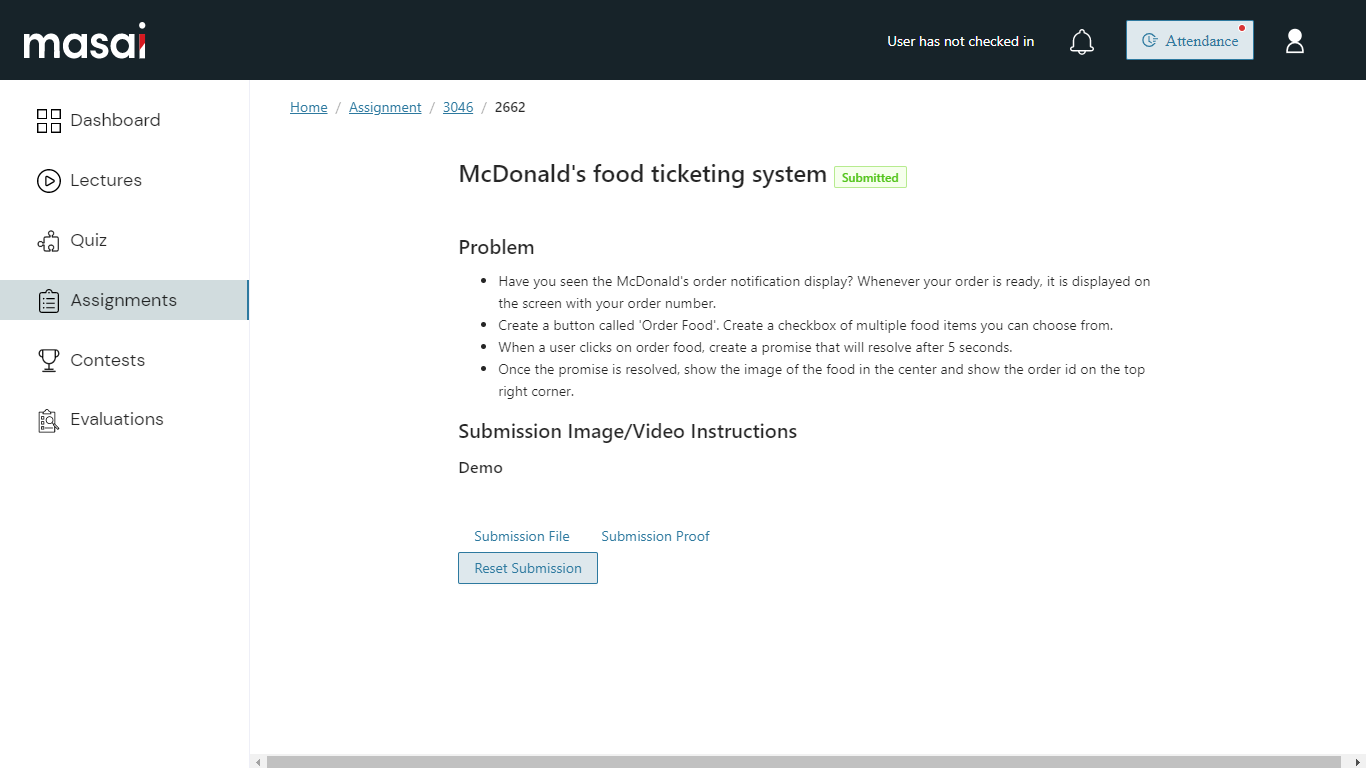 masai
User has not checked in
Attendance
Dashboard
Lectures
Quiz
Assignments
Contests
Evaluations
Home / Assignment / 3046 / 2662
McDonald's food ticketing system Submitted
Problem
• Have you seen the McDonald's order notification display? Whenever your order is ready, it is displayed on
the screen with your order number.
• Create a button called 'Order Food'. Create a checkbox of multiple food items you can choose from.
• When a user clicks on order food, create a promise that will resolve after 5 seconds.
• Once the promise is resolved, show the image of the food in the center and show the order id on the top
right corner.
Submission Image/Video Instructions
Demo
Submission File Submission Proof
Reset Submission